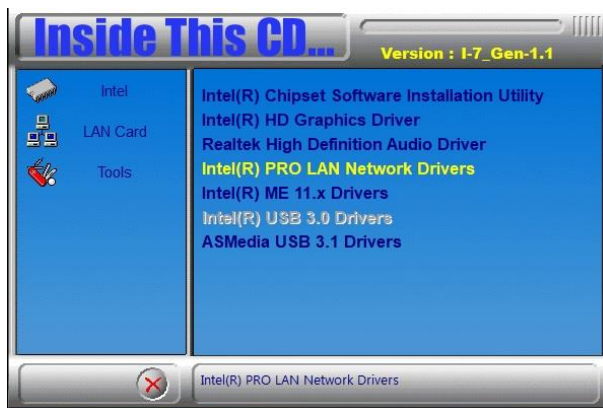 Inside This CD...
Version : I-7_Gen-1.1
Intel
LAN Card
Tools
Intel(R) Chipset Software Installation Utility
Intel(R) HD Graphics Driver
Realtek High Definition Audio Driver
Intel(R) PRO LAN Network Drivers
Intel(R) ME 11.x Drivers
Intel(R) USB 3.0 Drivers
ASMedia USB 3.1 Drivers
Intel(R) PRO LAN Network Drivers